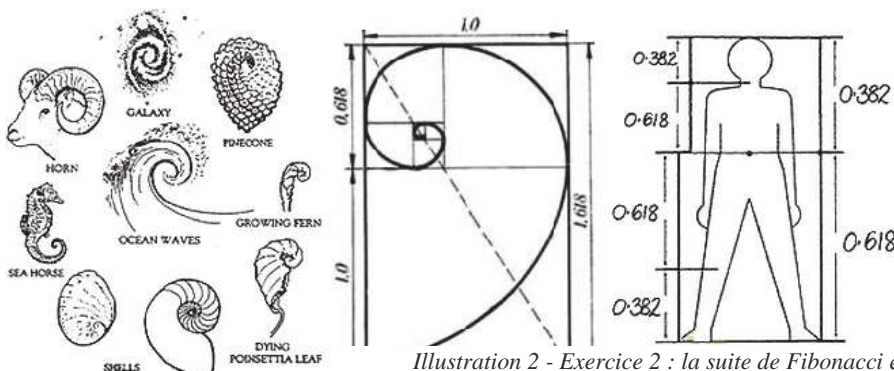 GALAXY
PINECONE
HORN
GROWING FERN
OCEAN WAVES
SEA HORSE
DYING
POINSETTIA LEAF
SHELLS
1.0
0,618
1,618
1.0
0.382
0.618
0.382
0.618
0.618
0.382
Illustration 2 - Exercice 2 : la suite de Fibonacci e